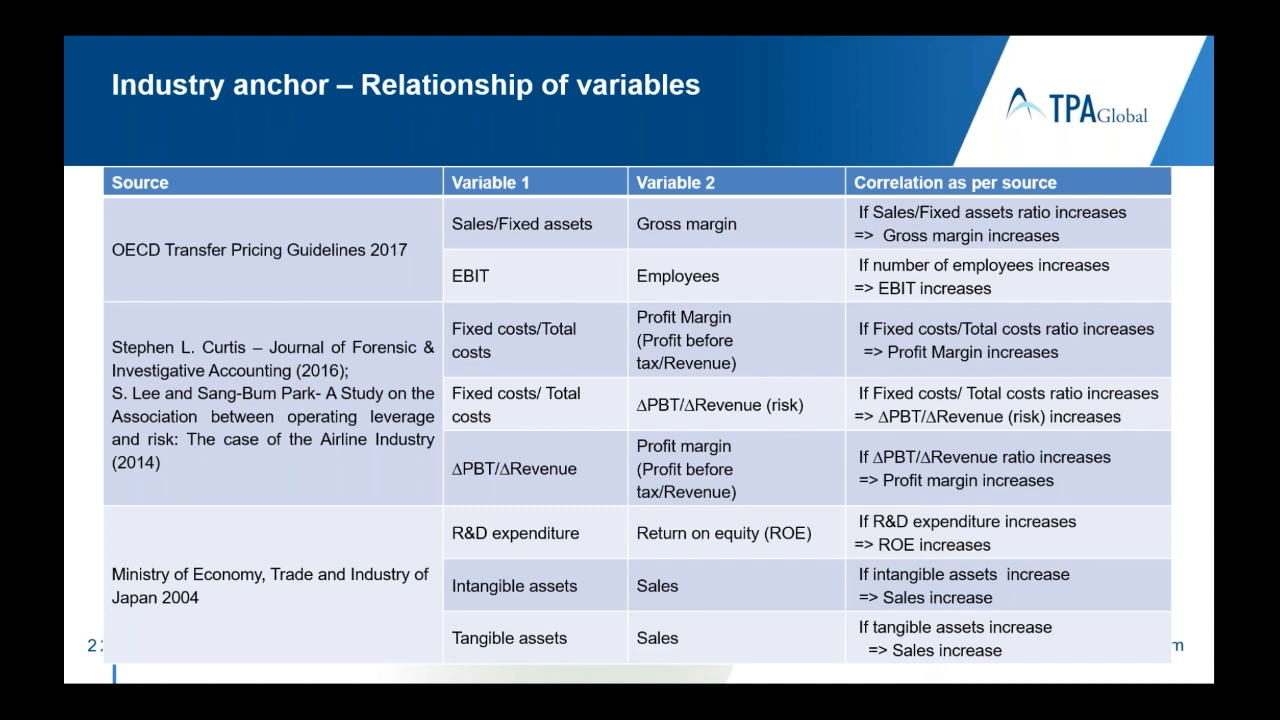 Industry anchor – Relationship of variables
TPA Global
Source
Variable 1
Variable 2
Correlation as per source
OECD Transfer Pricing Guidelines 2017
Sales/Fixed assets
Gross margin
If Sales/Fixed assets ratio increases
=> Gross margin increases
EBIT
Employees
If number of employees increases
=> EBIT increases
Stephen L. Curtis – Journal of Forensic &
Investigative Accounting (2016);
S. Lee and Sang-Bum Park- A Study on the
Association between operating leverage
and risk: The case of the Airline Industry
(2014)
Fixed costs/Total
costs
Profit Margin
(Profit before
tax/Revenue)
If Fixed costs/Total costs ratio increases
=> Profit Margin increases
Fixed costs/ Total
costs
∆PBT/∆Revenue (risk)
If Fixed costs/ Total costs ratio increases
=> ∆PBT/∆Revenue (risk) increases
∆PBT/∆Revenue
Profit margin
(Profit before
tax/Revenue)
If ∆PBT/∆Revenue ratio increases
=> Profit margin increases
Ministry of Economy, Trade and Industry of
Japan 2004
R&D expenditure
Return on equity (ROE)
If R&D expenditure increases
=> ROE increases
Intangible assets
Sales
If intangible assets  increase
=> Sales increase
Tangible assets
Sales
If tangible assets increase
=> Sales increase